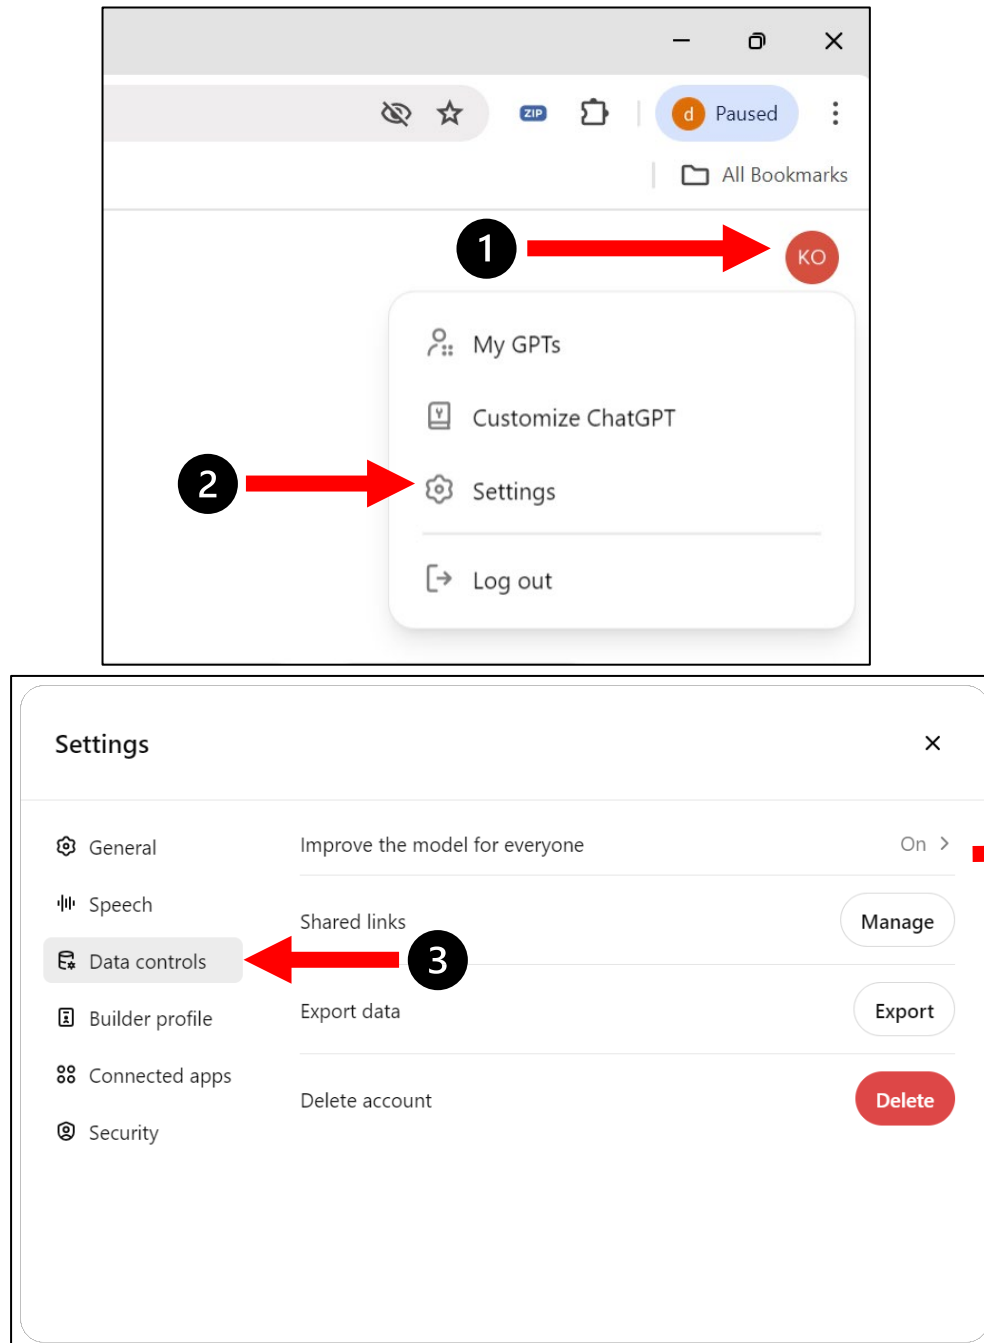 ZIP
d Paused
All Bookmarks
1
KO
My GPTs
Customize ChatGPT
2
Settings
Log out
Settings
General
Improve the model for everyone
On
Speech
Shared links
Manage
Data controls
3
Builder profile
Export data
Export
Connected apps
Delete account
Delete
Security